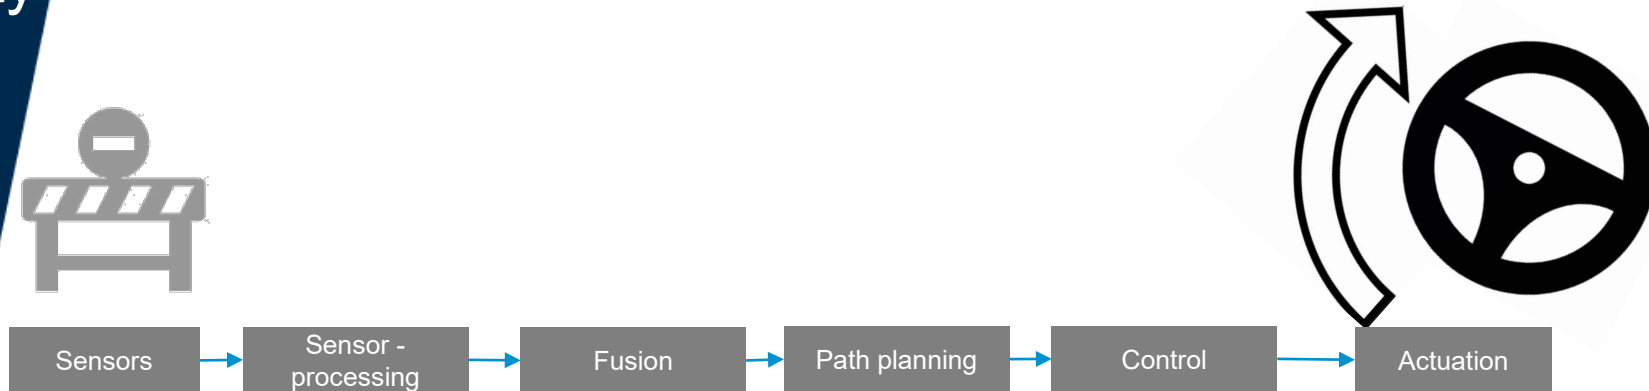 Sensors
Sensor -
processing
Fusion
Path planning
Control
Actuation